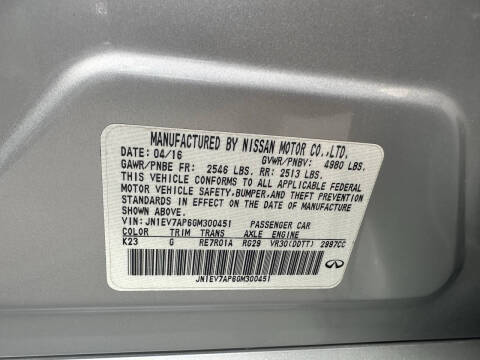 MANUFACTURED BY NISSAN MOTOR CO.,LTD.
DATE: 04/16 GVWR/PNBV: 4980 LBS.
GAWR/PNBE FR: 2546 LBS. RR: 2513 LBS.
THIS VEHICLE CONFORMS TO ALL APPLICABLE FEDERAL
MOTOR VEHICLE SAFETY,BUMPER,AND THEFT PREVENTION
STANDARDS IN EFFECT ON THE DATE OF MANUFACTURE
SHOWN ABOVE.
VIN: JN1EV7AP6GM300451 PASSENGER CAR
COLOR TRIM TRANS AXLE ENGINE
K23 G RE7R01A RG29 VR30(DDTT) 2997CC
JN1EV7AP6GM300451